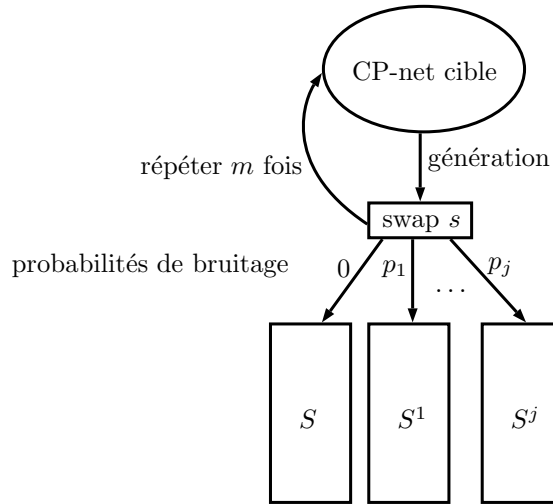 CP-net cible
génération
répéter m fois
swap s
probabilités de bruitage 0 p₁ ... pⱼ
S S¹ Sʲ